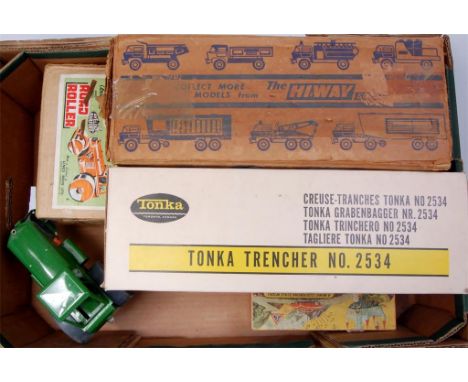 COLLECT MORE
MODELS from The HIWAY
ROAD
ROLLER
Tonka
CREUSE-TRANCHES TONKA NO 2534
TONKA GRABENBAGGER NR. 2534
TONKA TRINCHERO NO 2534
TAGLIERE TONKA NO 2534
TONKA TRENCHER NO. 2534